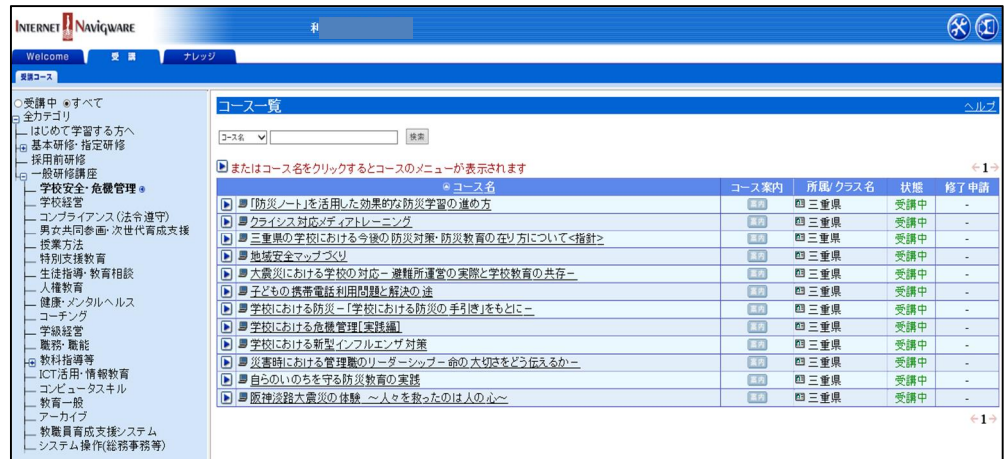 INTERNET NAVIGWARE
利
Welcome 受 講 ナレッジ
受講コース
受講中 すべて
全カテゴリ
はじめて学習する方へ
基本研修・指定研修
採用前研修
一般研修講座
学校安全・危機管理
学校経営
コンプライアンス(法令遵守)
男女共同参画・次世代育成支援
授業方法
特別支援教育
生徒指導・教育相談
人権教育
健康・メンタルヘルス
コーチング
学級経営
職務・職能
教科指導等
ICT活用・情報教育
コンピュータスキル
教育一般
アーカイブ
教職員育成支援システム
システム操作(総務事務等)
コース一覧 ヘルプ
コース名 検索
またはコース名をクリックするとコースのメニューが表示されます ←1→
コース名 コース案内 所属/クラス名 状態 修了申請
「防災ノート」を活用した効果的な防災学習の進め方 案内 三重県 受講中 -
クライシス対応メディアトレーニング 案内 三重県 受講中 -
三重県の学校における今後の防災対策・防災教育の在り方について<指針> 案内 三重県 受講中 -
地域安全マップづくり 案内 三重県 受講中 -
大震災における学校の対応－避難所運営の実際と学校教育の共存－ 案内 三重県 受講中 -
子どもの携帯電話利用問題と解決の途 案内 三重県 受講中 -
学校における防災－「学校における防災の手引き」をもとに－ 案内 三重県 受講中 -
学校における危機管理[実践編] 案内 三重県 受講中 -
学校における新型インフルエンザ対策 案内 三重県 受講中 -
災害時における管理職のリーダーシップ－命の大切さをどう伝えるか－ 案内 三重県 受講中 -
自らのいのちを守る防災教育の実践 案内 三重県 受講中 -
阪神淡路大震災の体験 ～人々を救ったのは人の心～ 案内 三重県 受講中 -
←1→